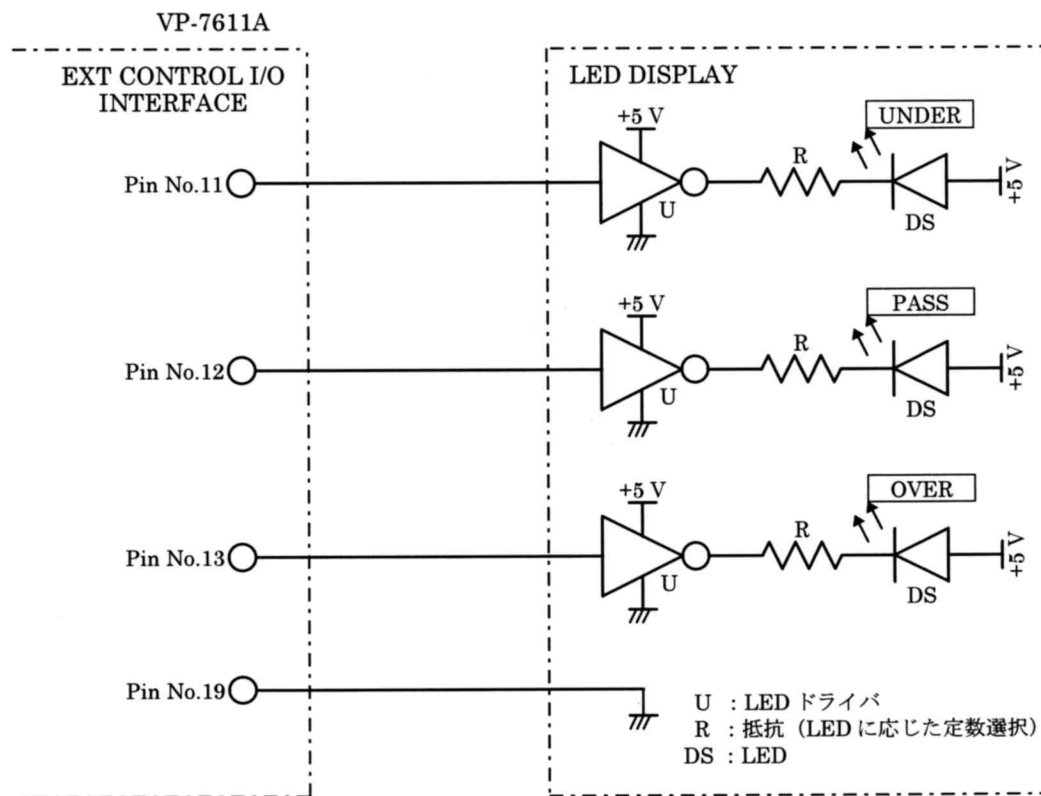 VP-7611A
EXT CONTROL I/O
INTERFACE
LED DISPLAY
+5 V
UNDER
Pin No.11
R
U
DS
+5 V
+5 V
PASS
Pin No.12
R
U
DS
+5 V
+5 V
OVER
Pin No.13
R
U
DS
+5 V
Pin No.19
U : LED ドライバ
R : 抵抗 (LED に応じた定数選択)
DS : LED